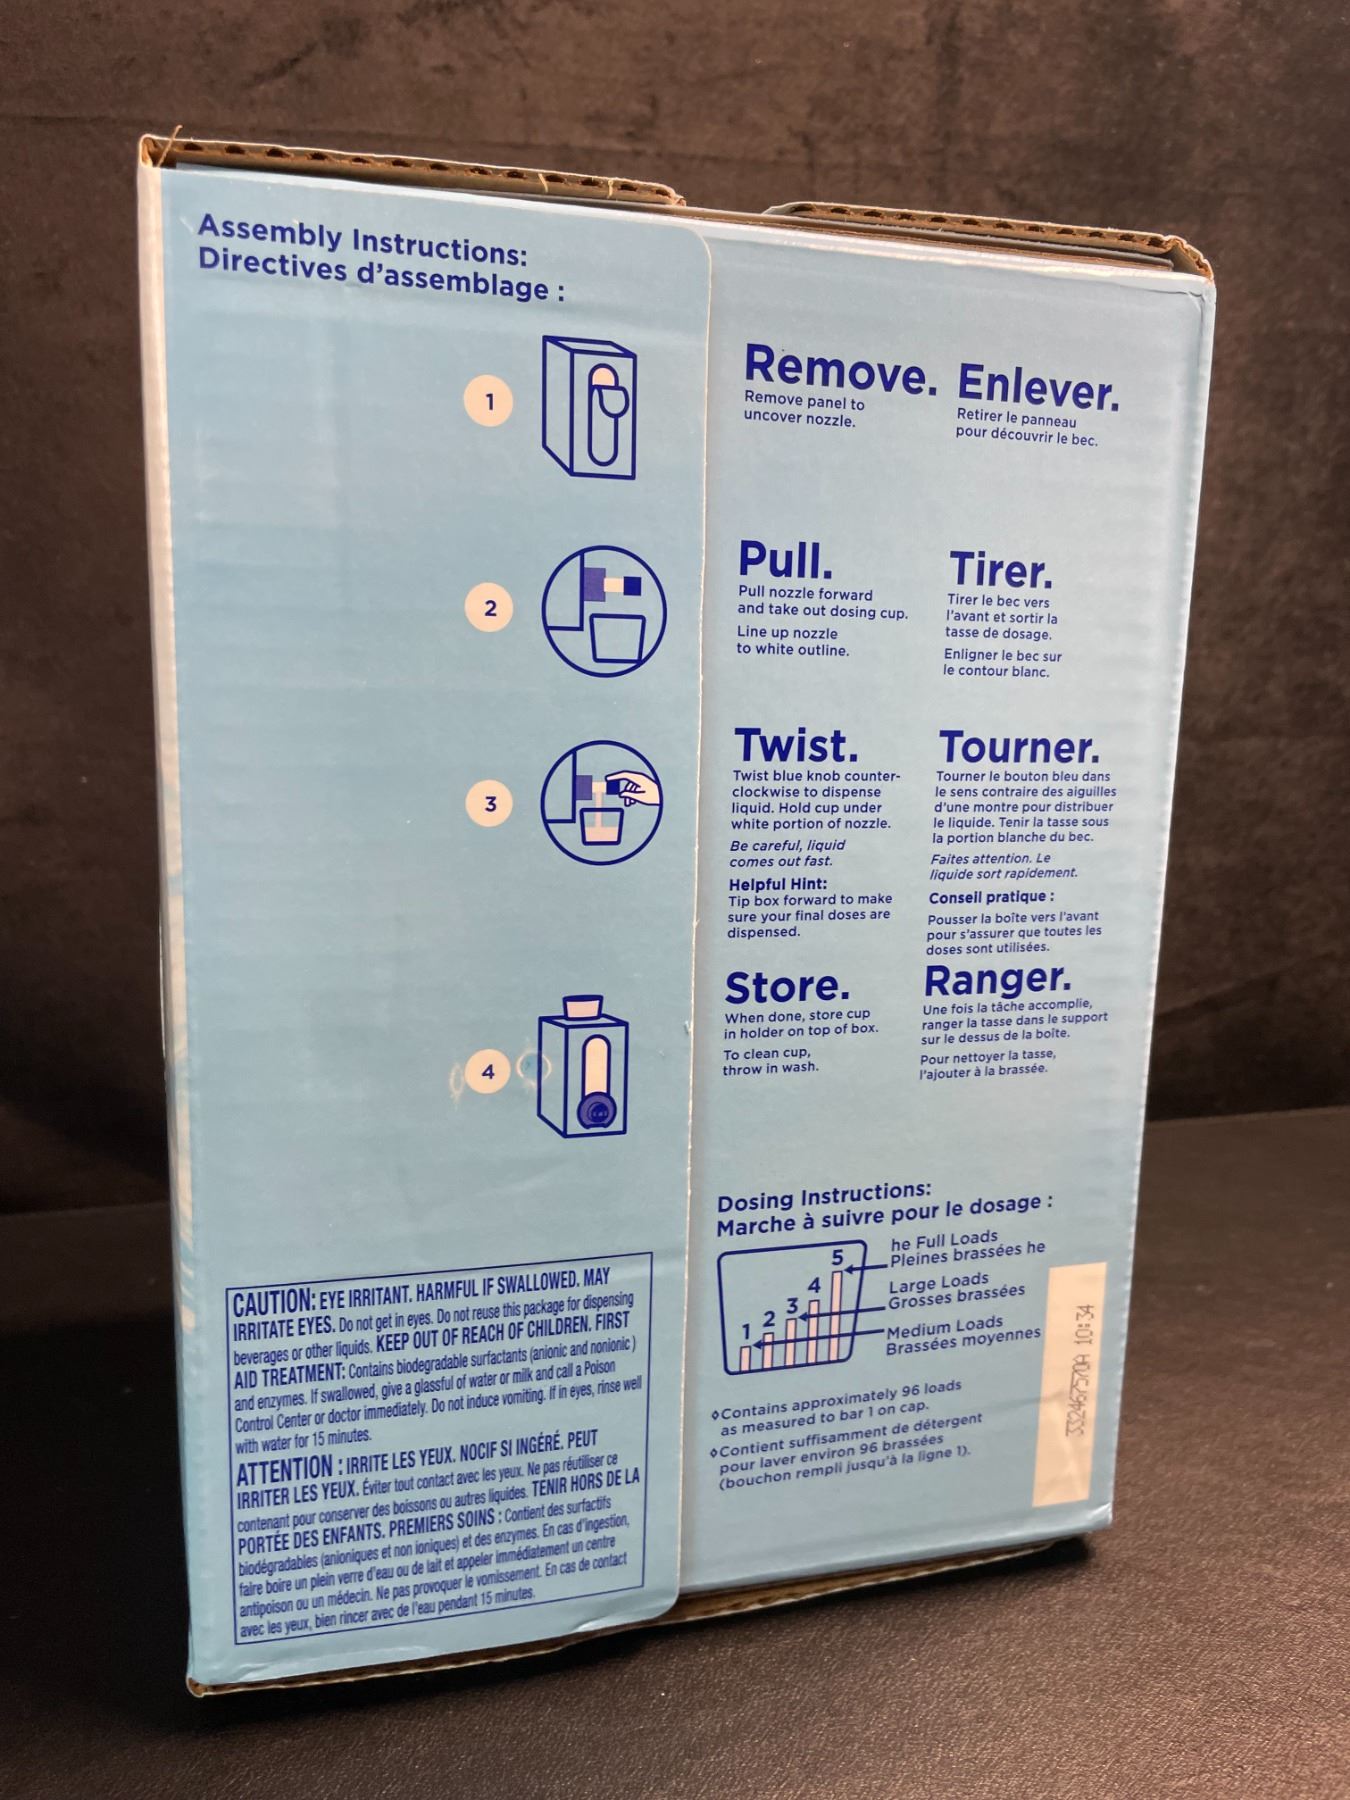 Assembly Instructions:
Directives d'assemblage :
1
Remove.
Remove panel to
uncover nozzle.
Enlever.
Retirer le panneau
pour découvrir le bec.
2
Pull.
Pull nozzle forward
and take out dosing cup.
Line up nozzle
to white outline.
Tirer.
Tirer le bec vers
l'avant et sortir la
tasse de dosage.
Enligner le bec sur
le contour blanc.
3
Twist.
Twist blue knob counter-
clockwise to dispense
liquid. Hold cup under
white portion of nozzle.
Be careful, liquid
comes out fast.
Helpful Hint:
Tip box forward to make
sure your final doses are
dispensed.
Tourner.
Tourner le bouton bleu dans
le sens contraire des aiguilles
d'une montre pour distribuer
le liquide. Tenir la tasse sous
la portion blanche du bec.
Faites attention. Le
liquide sort rapidement.
Conseil pratique :
Pousser la boîte vers l'avant
pour s'assurer que toutes les
doses sont utilisées.
4
Store.
When done, store cup
in holder on top of box.
To clean cup,
throw in wash.
Ranger.
Une fois la tâche accomplie,
ranger la tasse dans le support
sur le dessus de la boîte.
Pour nettoyer la tasse,
l'ajouter à la brassée.
CAUTION: EYE IRRITANT. HARMFUL IF SWALLOWED. MAY
IRRITATE EYES. Do not get in eyes. Do not reuse this package for dispensing
beverages or other liquids. KEEP OUT OF REACH OF CHILDREN. FIRST
AID TREATMENT: Contains biodegradable surfactants (anionic and nonionic)
and enzymes. If swallowed, give a glassful of water or milk and call a Poison
Control Center or doctor immediately. Do not induce vomiting. If in eyes, rinse well
with water for 15 minutes.
ATTENTION : IRRITE LES YEUX. NOCIF SI INGÉRÉ. PEUT
IRRITER LES YEUX. Éviter tout contact avec les yeux. Ne pas réutiliser ce
contenant pour conserver des boissons ou autres liquides. TENIR HORS DE LA
PORTÉE DES ENFANTS. PREMIERS SOINS : Contient des surfactifs
biodégradables (anioniques et non ioniques) et des enzymes. En cas d'ingestion,
faire boire un plein verre d'eau ou de lait et appeler immédiatement un centre
antipoison ou un médecin. Ne pas provoquer le vomissement. En cas de contact
avec les yeux, bien rincer avec de l'eau pendant 15 minutes.
Dosing Instructions:
Marche à suivre pour le dosage :
1 2 3 4 5
he Full Loads
Pleines brassées he
Large Loads
Grosses brassées
Medium Loads
Brassées moyennes
◊Contains approximately 96 loads
as measured to bar 1 on cap.
◊Contient suffisamment de détergent
pour laver environ 96 brassées
(bouchon rempli jusqu'à la ligne 1).
10:34